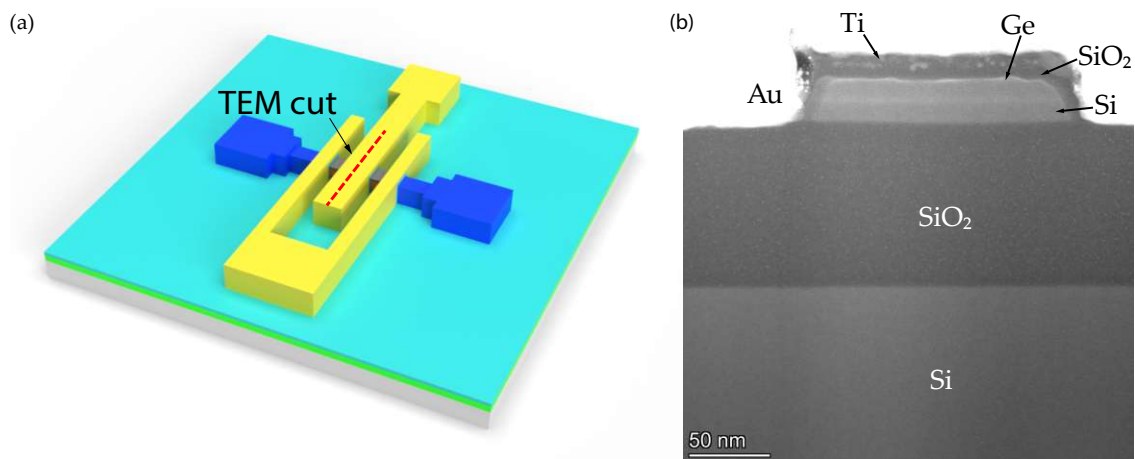 (a)
TEM cut
(b)
Ti
Ge
SiO₂
Au
Si
SiO₂
Si
50 nm